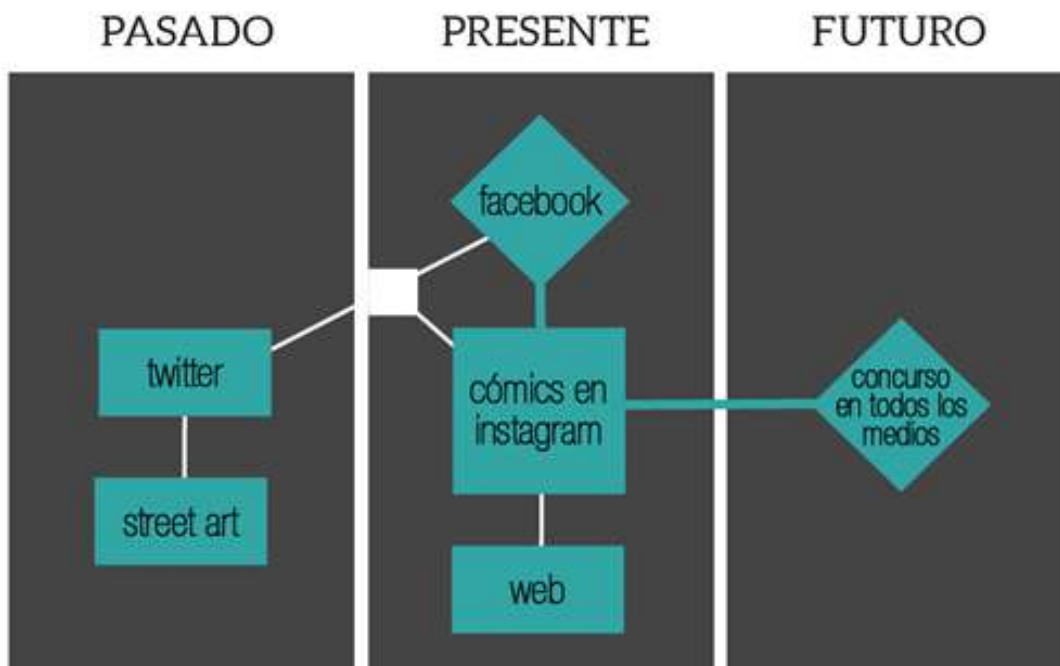 PASADO
PRESENTE
FUTURO
twitter
street art
facebook
cómics en
instagram
web
concurso
en todos los
medios